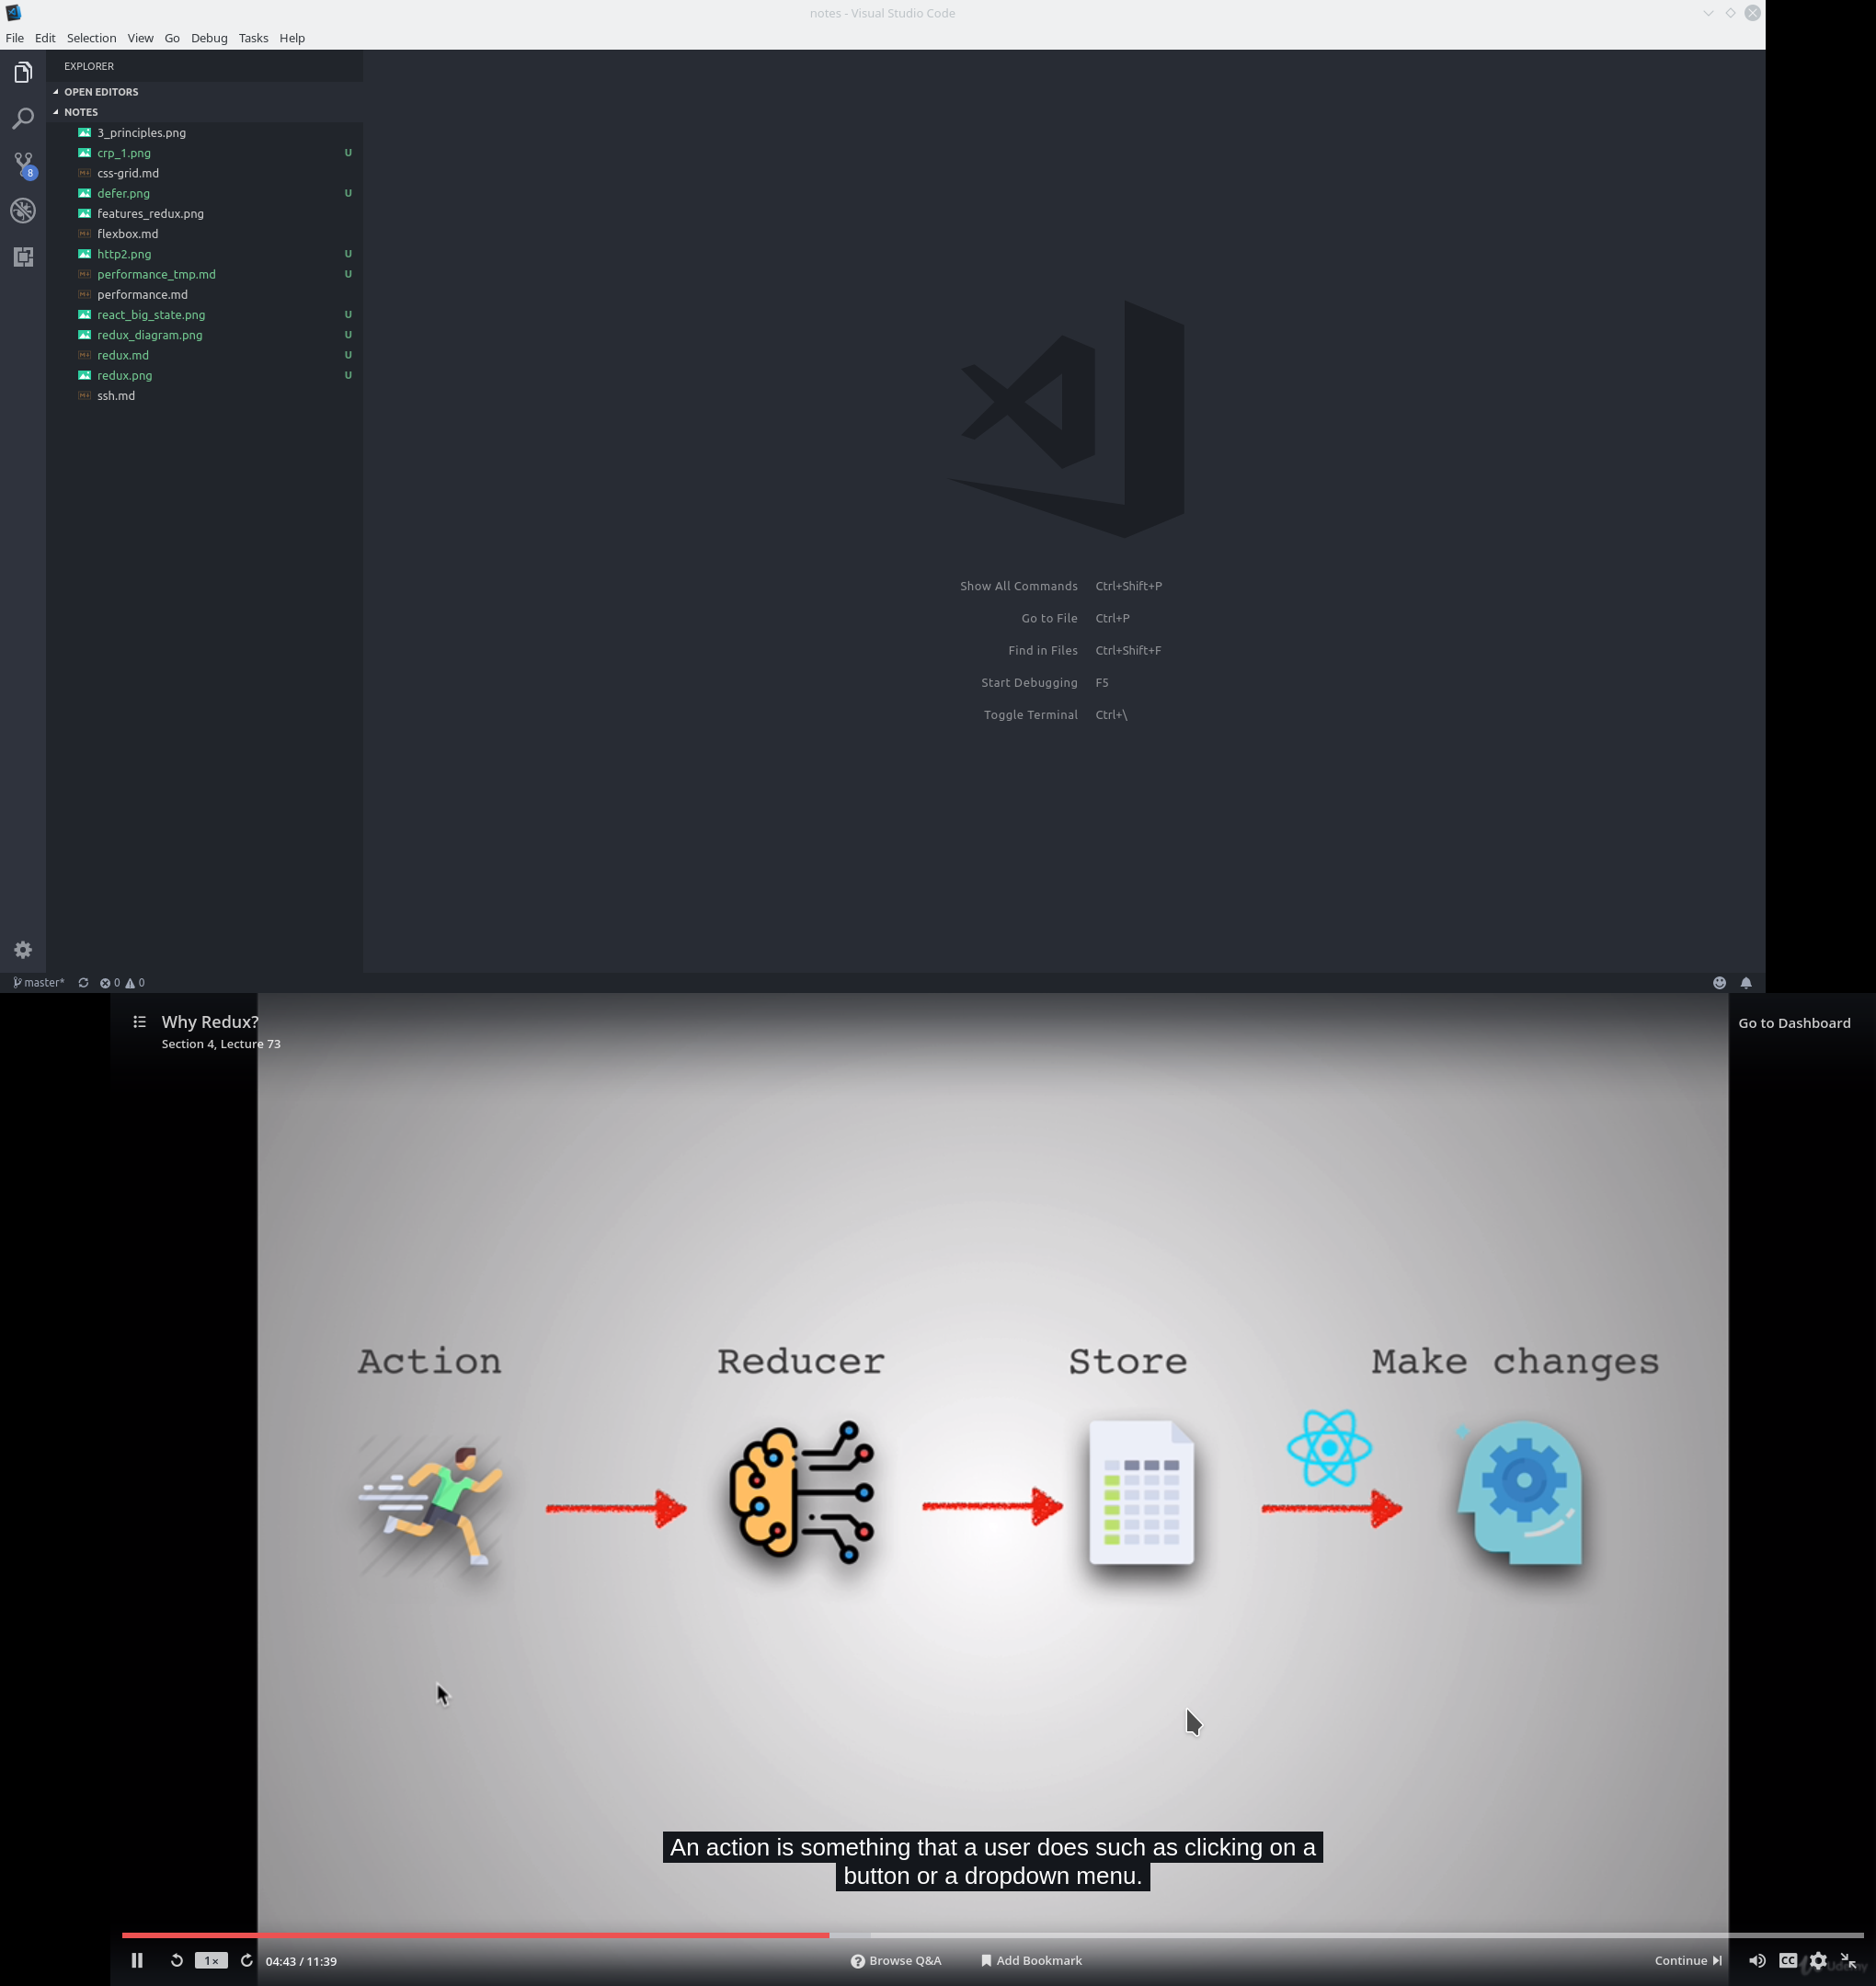 notes - Visual Studio Code
File Edit Selection View Go Debug Tasks Help
EXPLORER
OPEN EDITORS
NOTES
3_principles.png
crp_1.png U
css-grid.md
defer.png U
features_redux.png
flexbox.md
http2.png U
performance_tmp.md U
performance.md
react_big_state.png U
redux_diagram.png U
redux.md U
redux.png U
ssh.md
8
Show All Commands Ctrl+Shift+P
Go to File Ctrl+P
Find in Files Ctrl+Shift+F
Start Debugging F5
Toggle Terminal Ctrl+\
master* 0 0
Why Redux?
Section 4, Lecture 73
Go to Dashboard
Action Reducer Store Make changes
An action is something that a user does such as clicking on a
button or a dropdown menu.
1× 04:43 / 11:39 Browse Q&A Add Bookmark Continue CC
Udemy